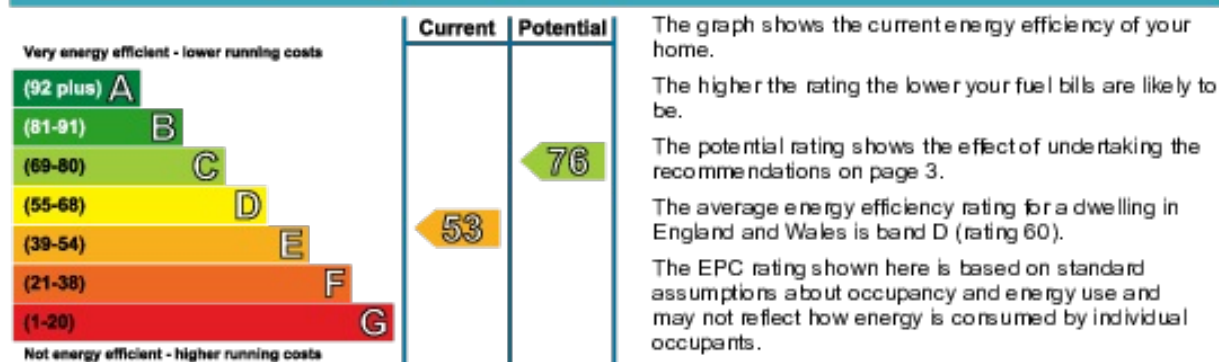 Current Potential
Very energy efficient - lower running costs
(92 plus) A
(81-91) B
(69-80) C
(55-68) D
(39-54) E
(21-38) F
(1-20) G
Not energy efficient - higher running costs
53
76
The graph shows the current energy efficiency of your
home.
The higher the rating the lower your fuel bills are likely to
be.
The potential rating shows the effect of undertaking the
recommendations on page 3.
The average energy efficiency rating for a dwelling in
England and Wales is band D (rating 60).
The EPC rating shown here is based on standard
assumptions about occupancy and energy use and
may not reflect how energy is consumed by individual
occupants.